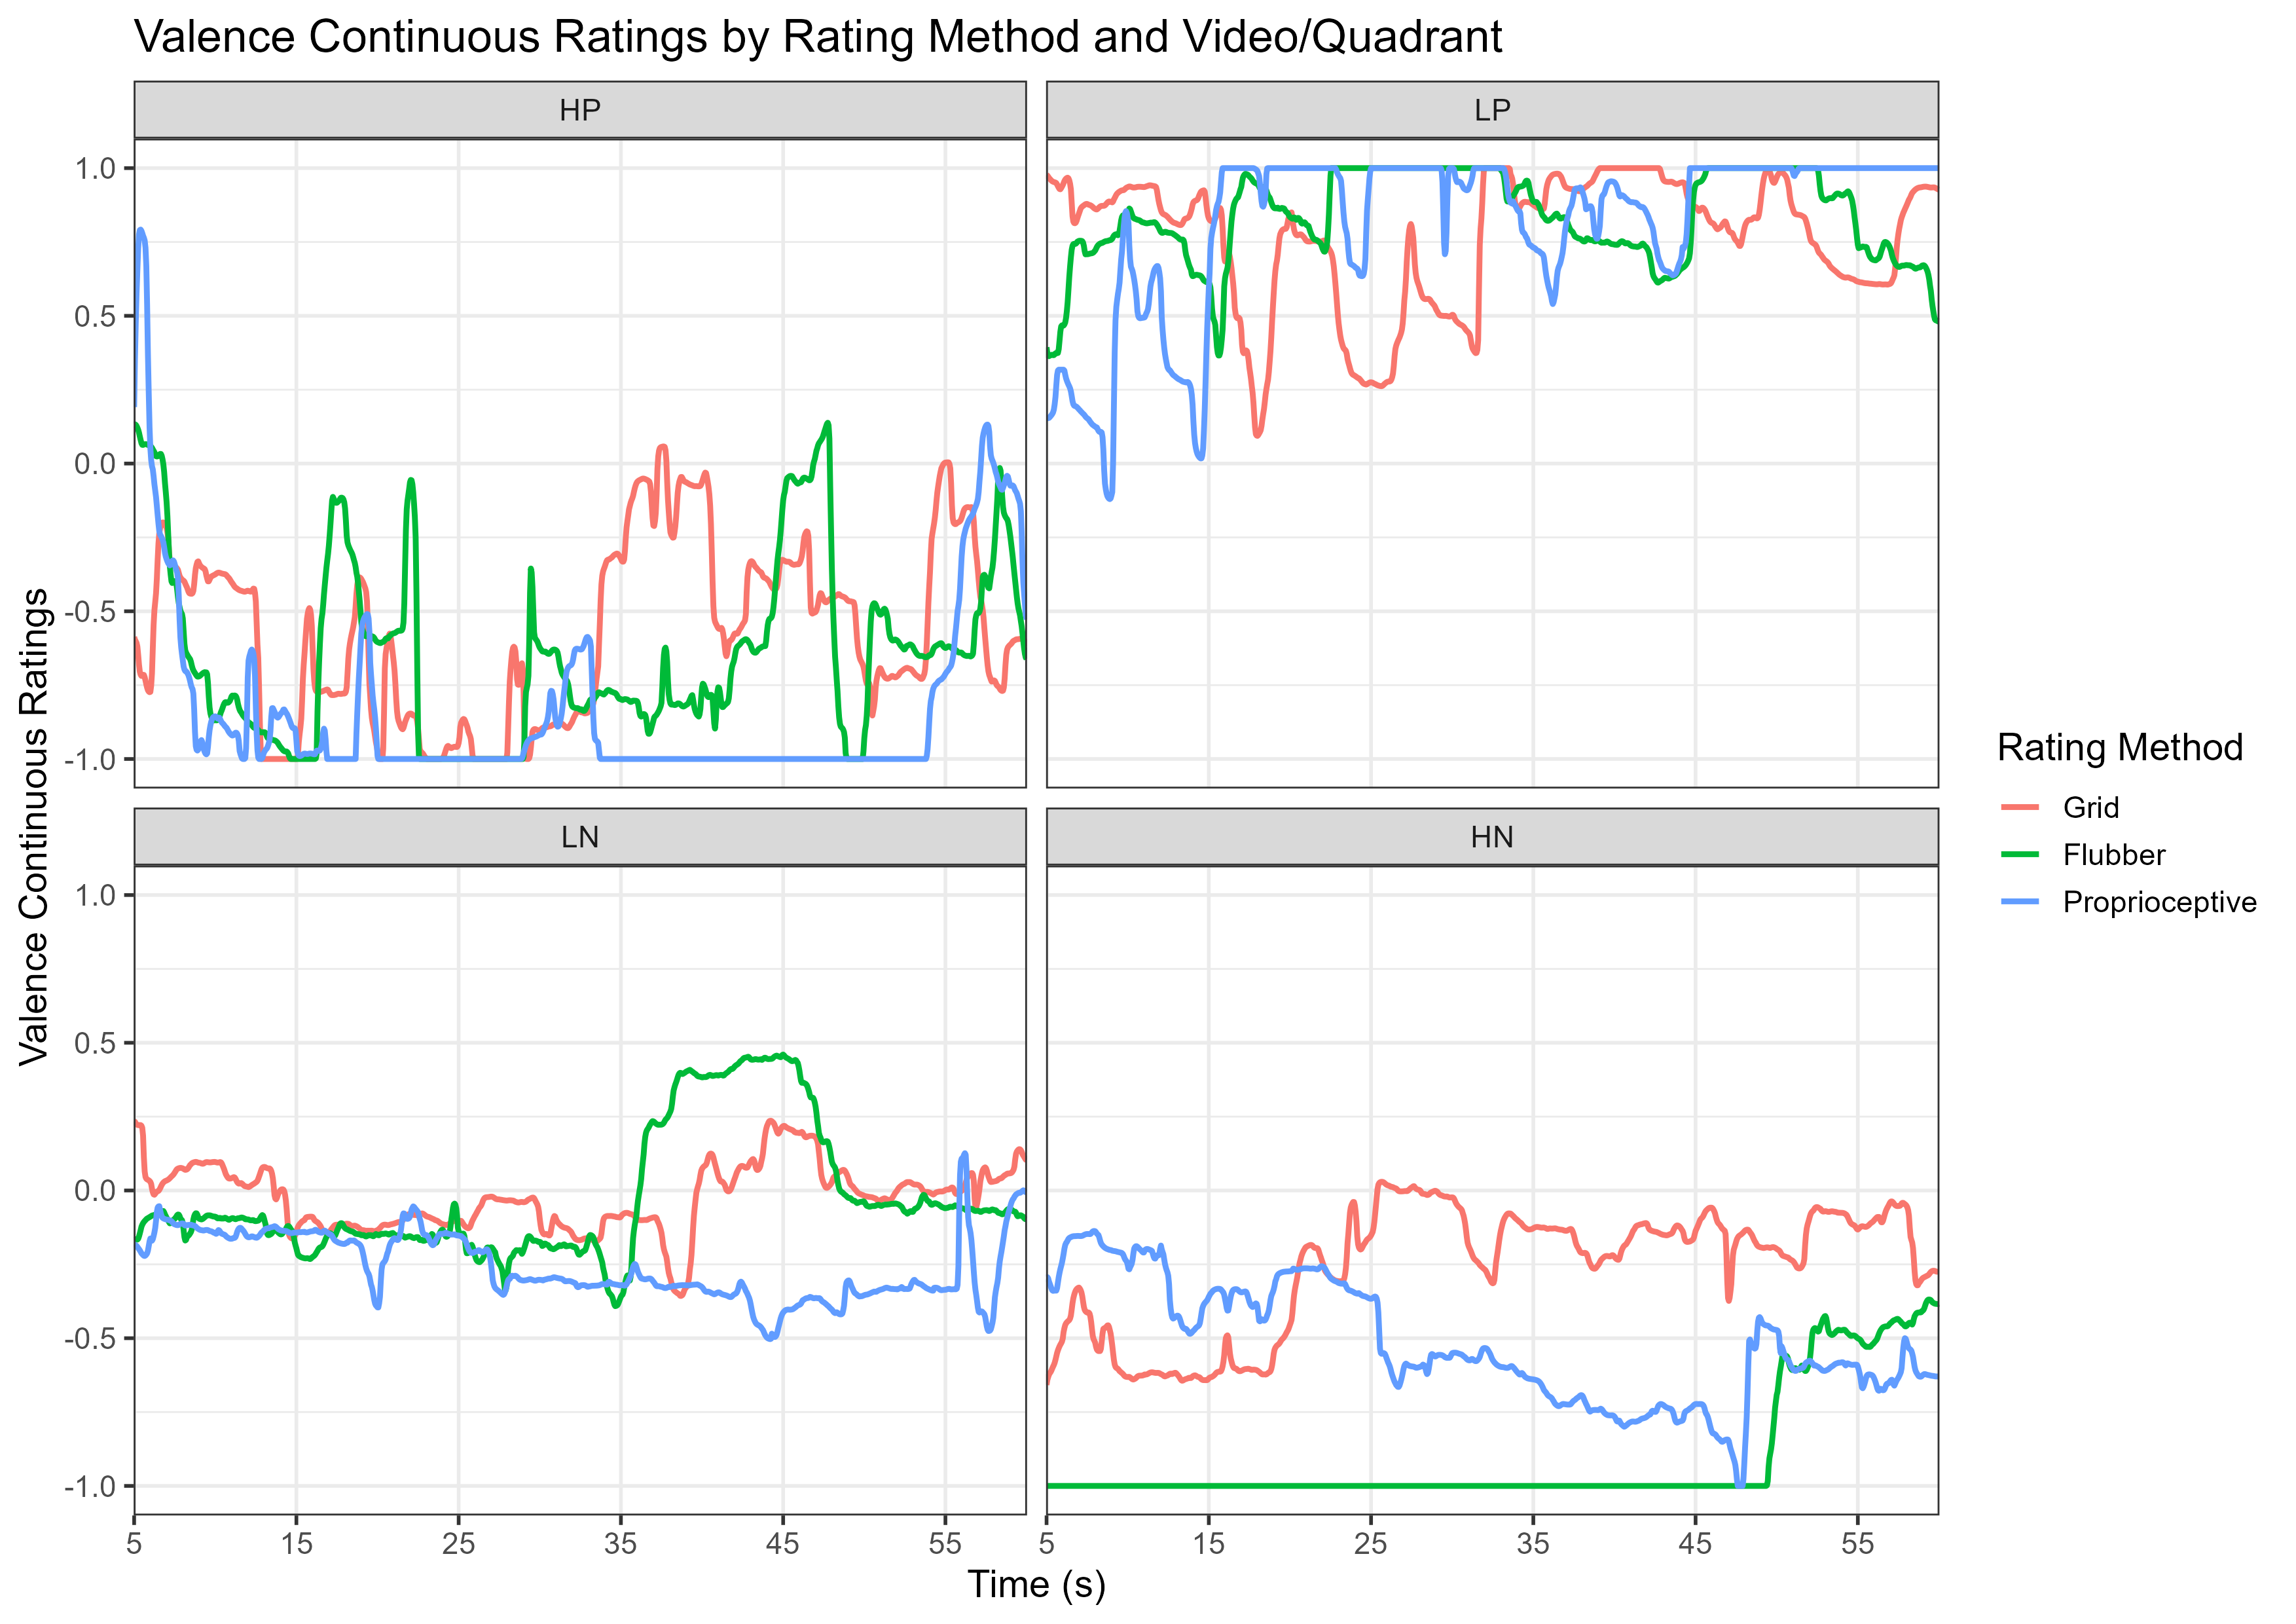 Valence Continuous Ratings by Rating Method and Video/Quadrant
HP
LP
1.0
0.5
0.0
-0.5
-1.0
LN
HN
1.0
0.5
0.0
-0.5
-1.0
5 15 25 35 45 55
5 15 25 35 45 55
Time (s)
Valence Continuous Ratings
Rating Method
Grid
Flubber
Proprioceptive